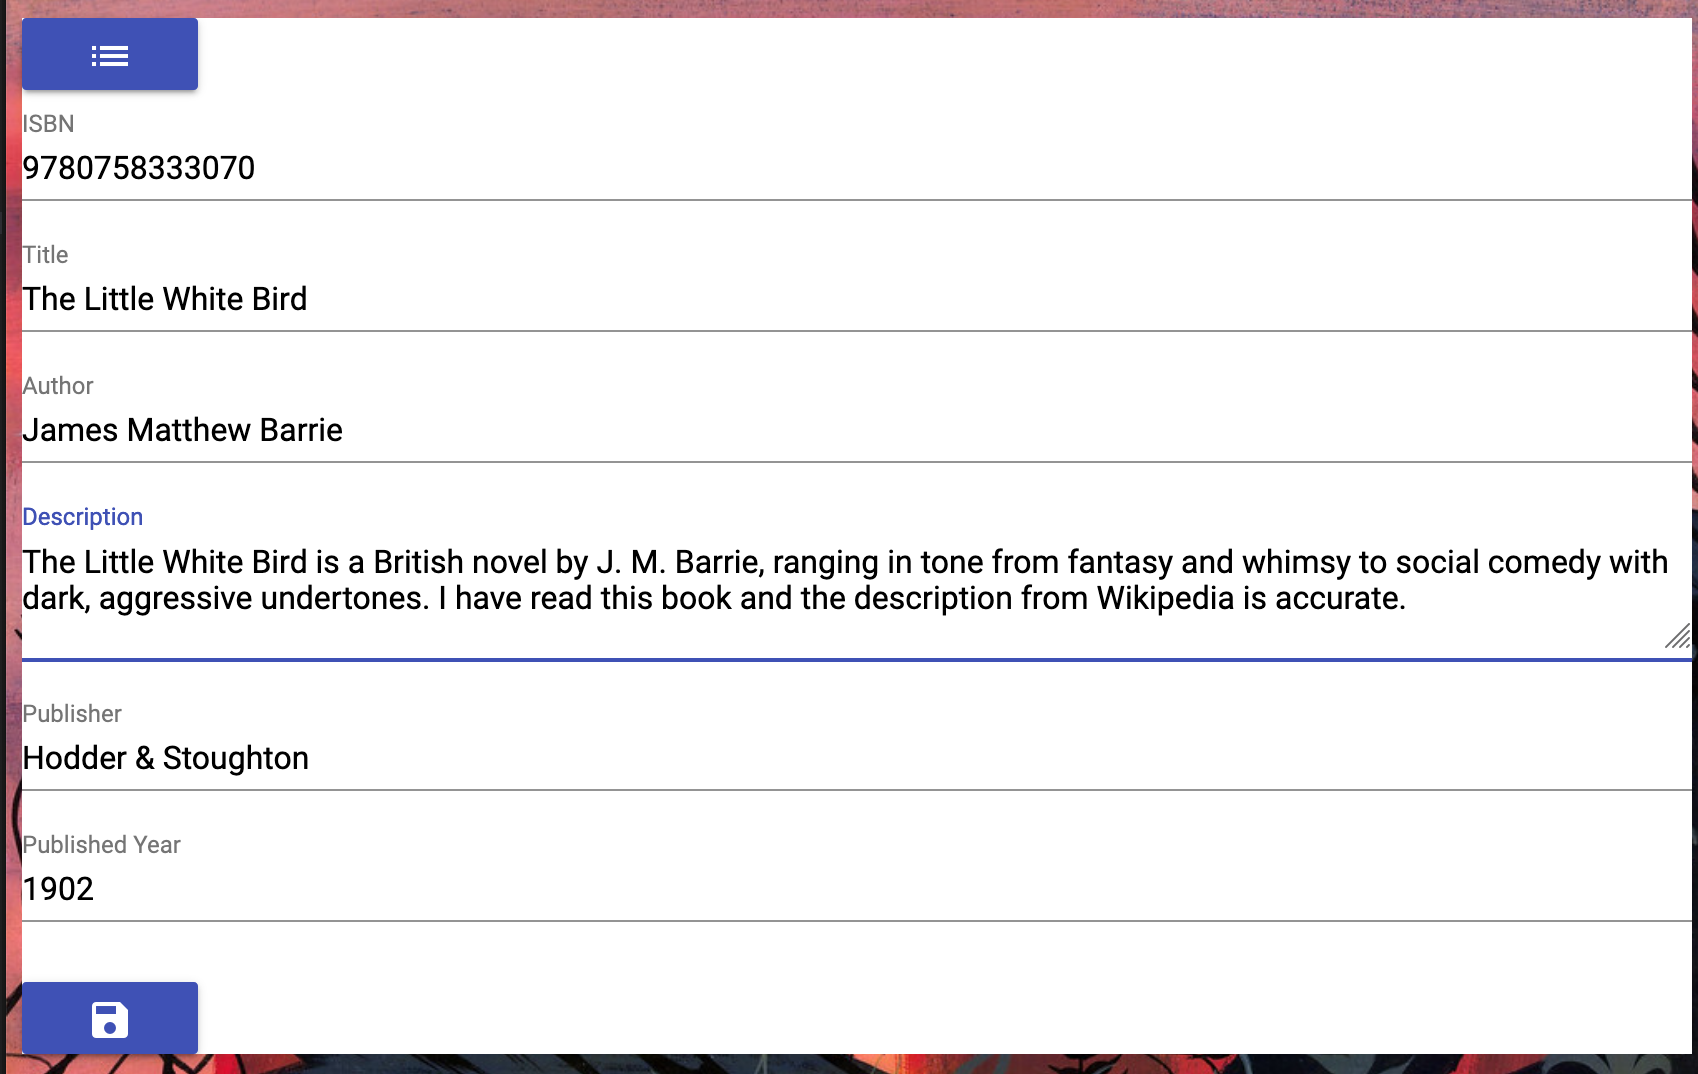 ISBN
9780758333070
Title
The Little White Bird
Author
James Matthew Barrie
Description
The Little White Bird is a British novel by J. M. Barrie, ranging in tone from fantasy and whimsy to social comedy with
dark, aggressive undertones. I have read this book and the description from Wikipedia is accurate.
Publisher
Hodder & Stoughton
Published Year
1902